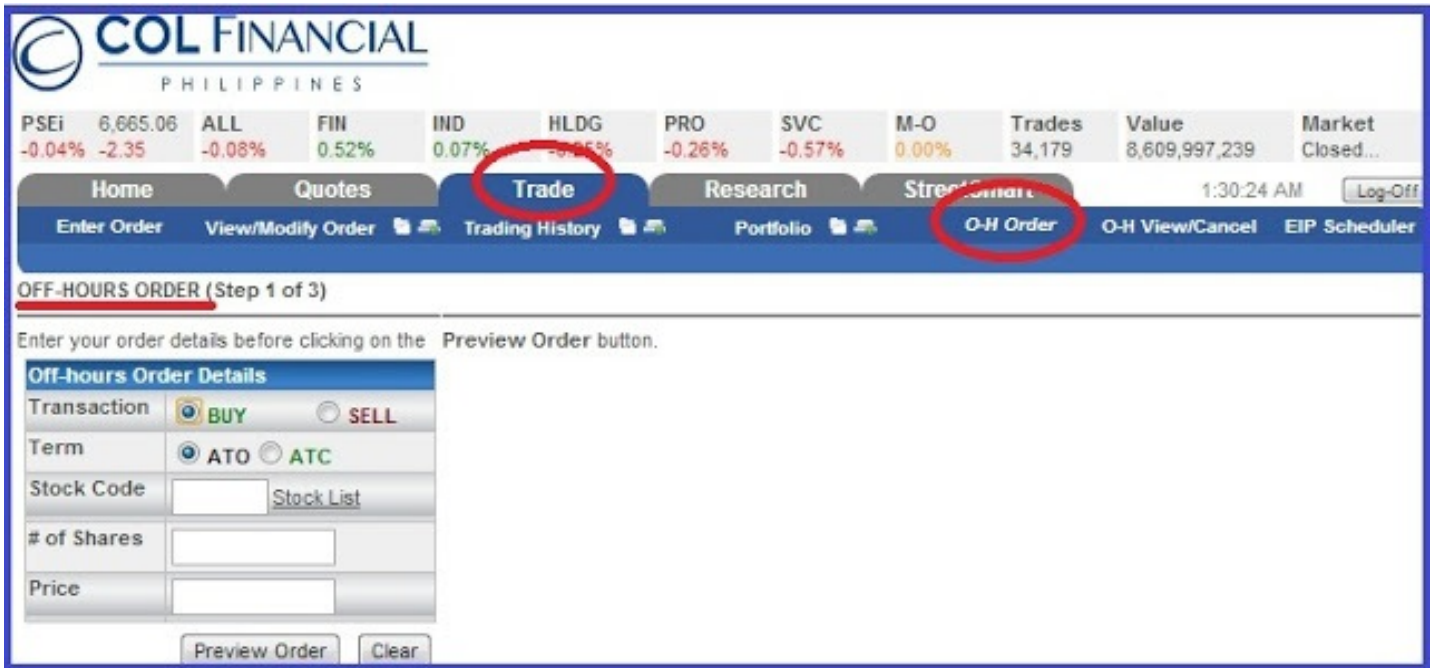 COL FINANCIAL
PHILIPPINES
PSEi 6,665.06 ALL FIN IND HLDG PRO SVC M-O Trades Value Market
-0.04% -2.35 -0.08% 0.52% 0.07% -0.26% -0.57% 0.00% 34,179 8,609,997,239 Closed...
Home Quotes Trade Research StreetSmart 1:30:24 AM Log-Off
Enter Order View/Modify Order Trading History Portfolio O-H Order O-H View/Cancel EIP Scheduler
OFF-HOURS ORDER (Step 1 of 3)
Enter your order details before clicking on the Preview Order button.
Off-hours Order Details
Transaction BUY SELL
Term ATO ATC
Stock Code Stock List
# of Shares
Price
Preview Order Clear